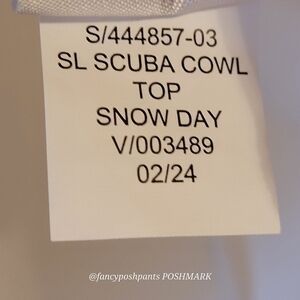 S/444857-03
SL SCUBA COWL
TOP
SNOW DAY
V/003489
02/24
@fancyposhpants POSHMARK